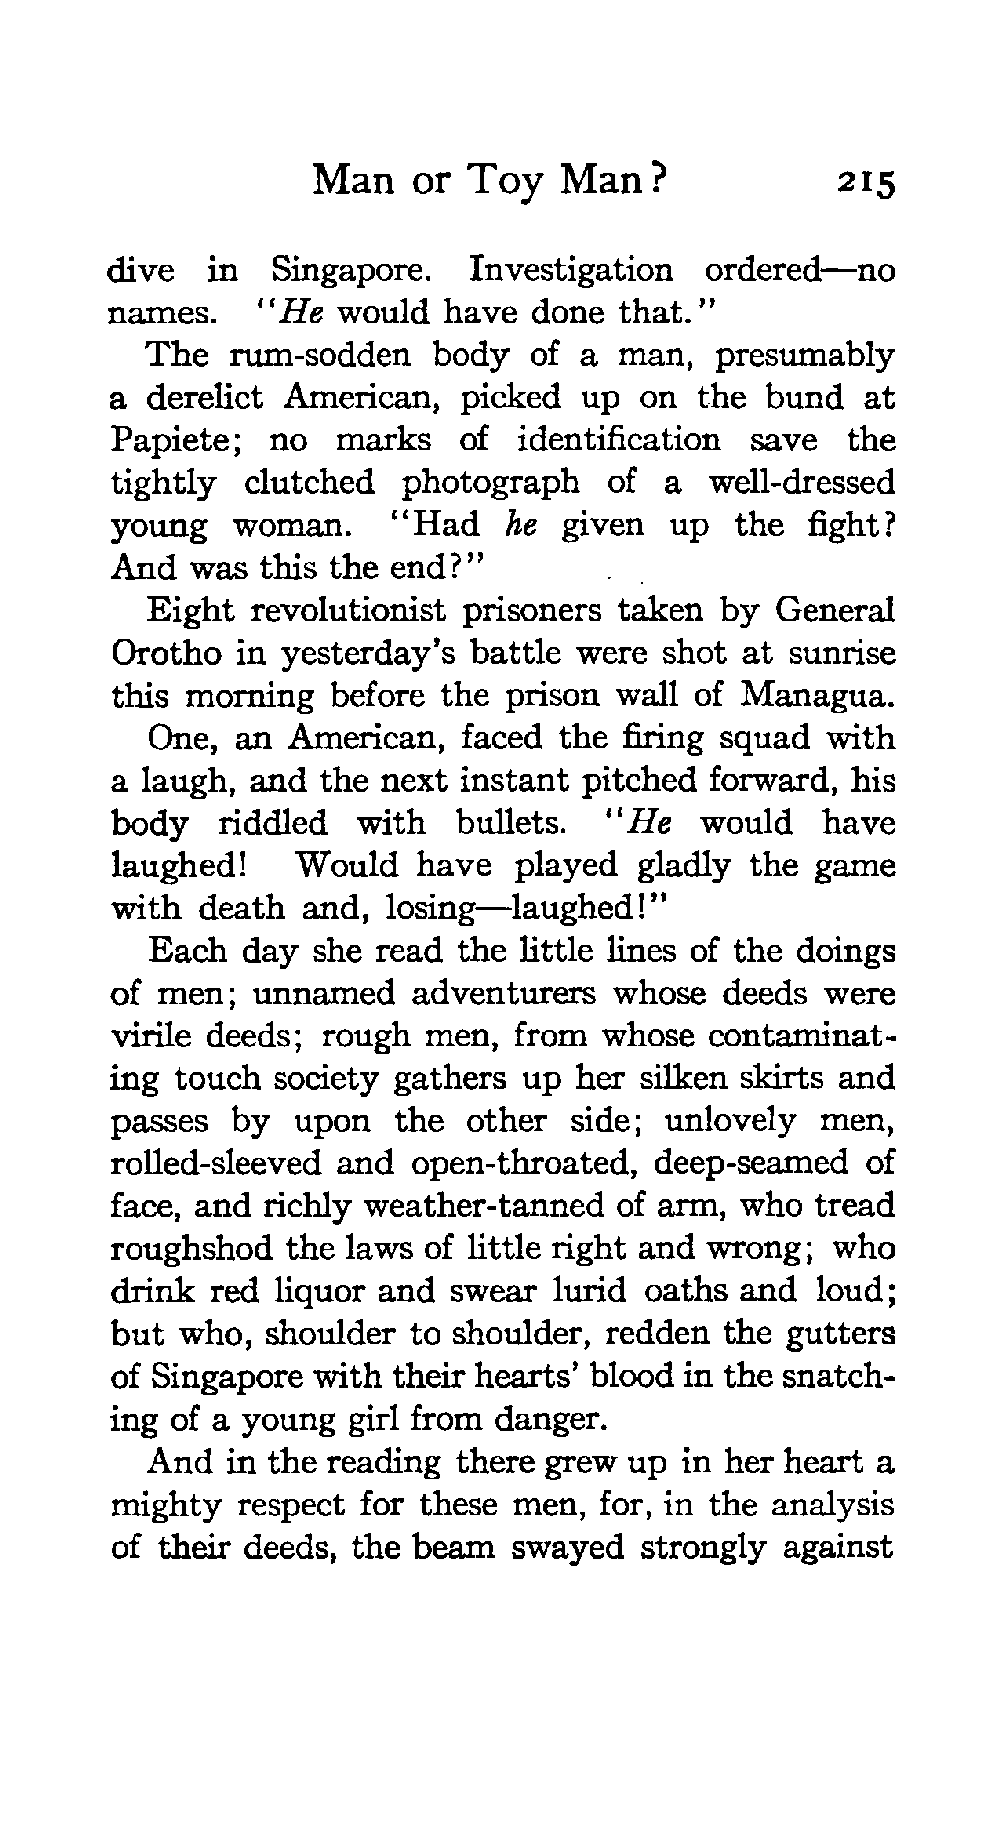 Man or Toy Man? 215
dive in Singapore. Investigation ordered—no
names. "He would have done that."
The rum-sodden body of a man, presumably
a derelict American, picked up on the bund at
Papiete; no marks of identification save the
tightly clutched photograph of a well-dressed
young woman. "Had he given up the fight?
And was this the end?"
Eight revolutionist prisoners taken by General
Orotho in yesterday's battle were shot at sunrise
this morning before the prison wall of Managua.
One, an American, faced the firing squad with
a laugh, and the next instant pitched forward, his
body riddled with bullets. "He would have
laughed! Would have played gladly the game
with death and, losing—laughed!"
Each day she read the little lines of the doings
of men; unnamed adventurers whose deeds were
virile deeds; rough men, from whose contaminat-
ing touch society gathers up her silken skirts and
passes by upon the other side; unlovely men,
rolled-sleeved and open-throated, deep-seamed of
face, and richly weather-tanned of arm, who tread
roughshod the laws of little right and wrong; who
drink red liquor and swear lurid oaths and loud;
but who, shoulder to shoulder, redden the gutters
of Singapore with their hearts' blood in the snatch-
ing of a young girl from danger.
And in the reading there grew up in her heart a
mighty respect for these men, for, in the analysis
of their deeds, the beam swayed strongly against